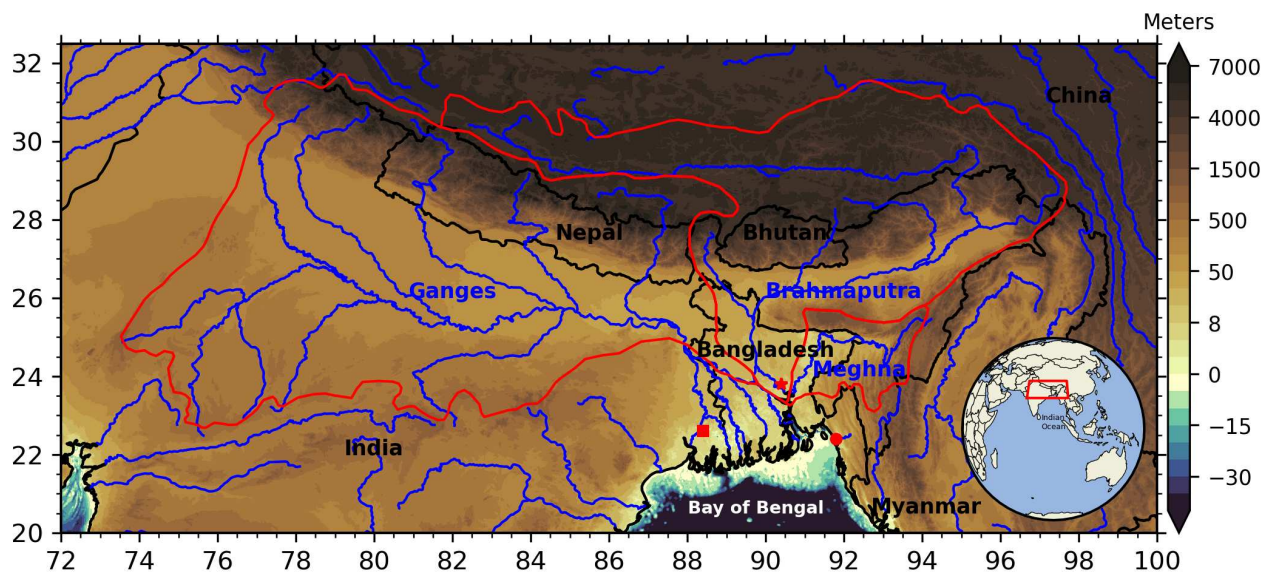 Meters
32
30
28
26
24
22
20
72
74
76
78
80
82
84
86
88
90
92
94
96
98
100
7000
4000
1500
500
50
8
0
−15
−30
China
Nepal
Bhutan
Ganges
Brahmaputra
Bangladesh
Meghna
India
Bay of Bengal
Myanmar
Indian
Ocean